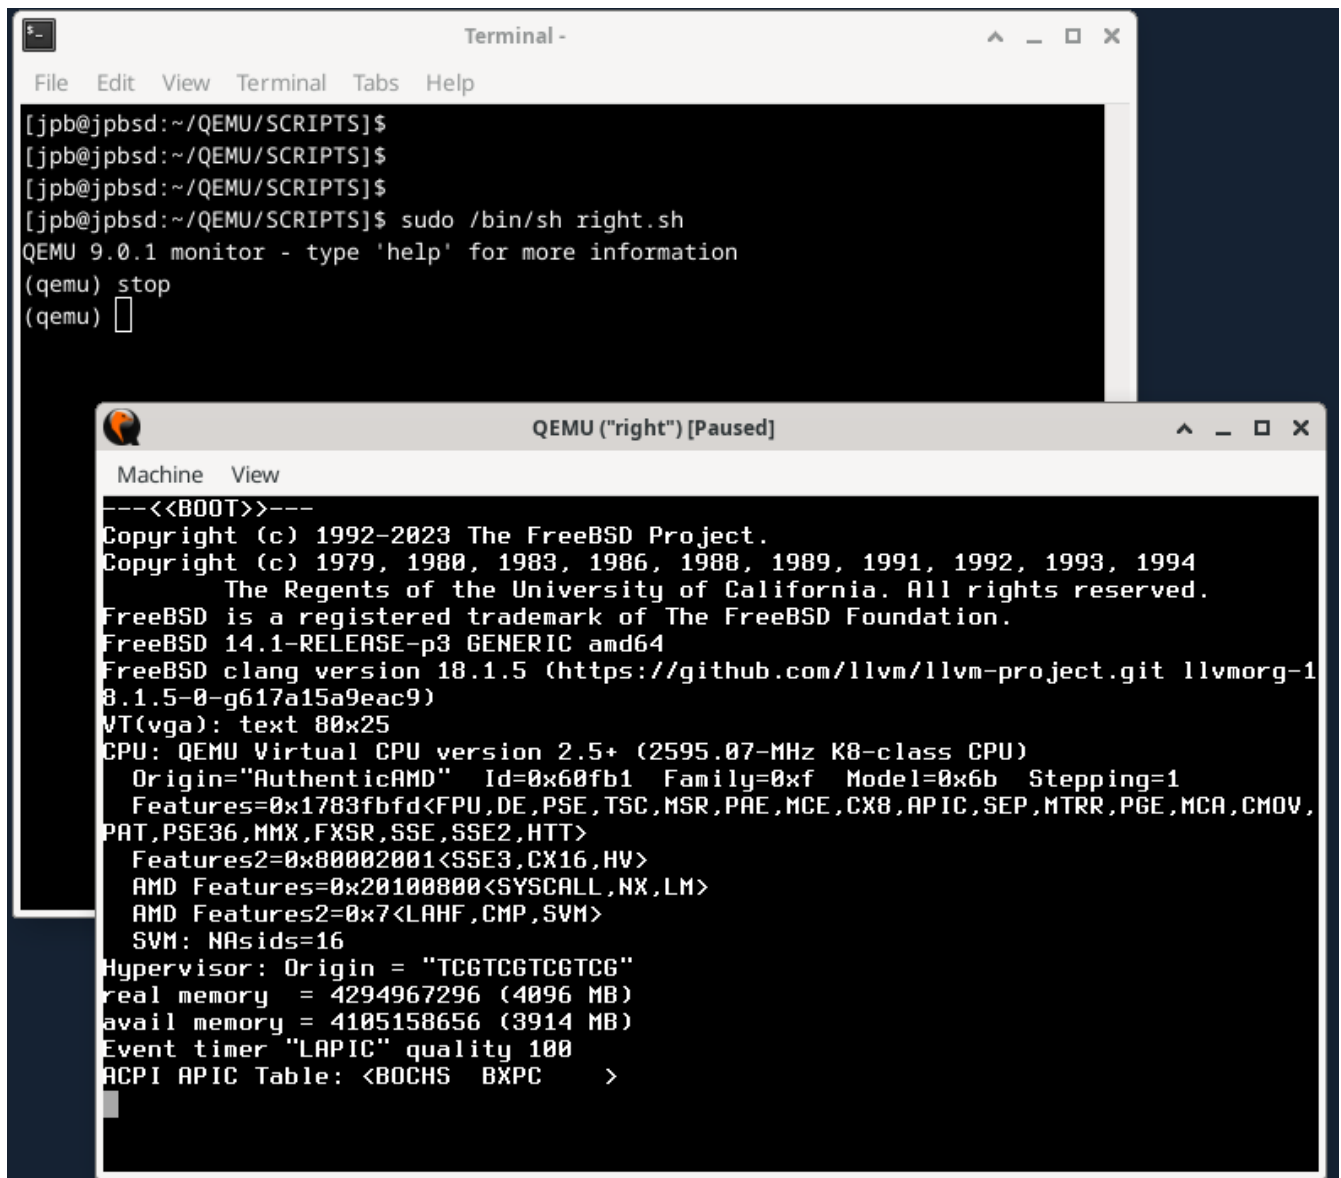 Terminal -
File Edit View Terminal Tabs Help
[jpb@jpbsd:~/QEMU/SCRIPTS]$
[jpb@jpbsd:~/QEMU/SCRIPTS]$
[jpb@jpbsd:~/QEMU/SCRIPTS]$
[jpb@jpbsd:~/QEMU/SCRIPTS]$ sudo /bin/sh right.sh
QEMU 9.0.1 monitor - type 'help' for more information
(qemu) stop
(qemu)
QEMU ("right") [Paused]
Machine View
---<<BOOT>>---
Copyright (c) 1992-2023 The FreeBSD Project.
Copyright (c) 1979, 1980, 1983, 1986, 1988, 1989, 1991, 1992, 1993, 1994
        The Regents of the University of California. All rights reserved.
FreeBSD is a registered trademark of The FreeBSD Foundation.
FreeBSD 14.1-RELEASE-p3 GENERIC amd64
FreeBSD clang version 18.1.5 (https://github.com/llvm/llvm-project.git llvmorg-1
8.1.5-0-g617a15a9eac9)
VT(vga): text 80x25
CPU: QEMU Virtual CPU version 2.5+ (2595.07-MHz K8-class CPU)
  Origin="AuthenticAMD"  Id=0x60fb1  Family=0xf  Model=0x6b  Stepping=1
  Features=0x1783fbfd<FPU,DE,PSE,TSC,MSR,PAE,MCE,CX8,APIC,SEP,MTRR,PGE,MCA,CMOV,
PAT,PSE36,MMX,FXSR,SSE,SSE2,HTT>
  Features2=0x80002001<SSE3,CX16,HV>
  AMD Features=0x20100800<SYSCALL,NX,LM>
  AMD Features2=0x7<LAHF,CMP,SVM>
  SVM: NAsids=16
Hypervisor: Origin = "TCGTCGTCGTCG"
real memory  = 4294967296 (4096 MB)
avail memory = 4105158656 (3914 MB)
Event timer "LAPIC" quality 100
ACPI APIC Table: <BOCHS  BXPC    >